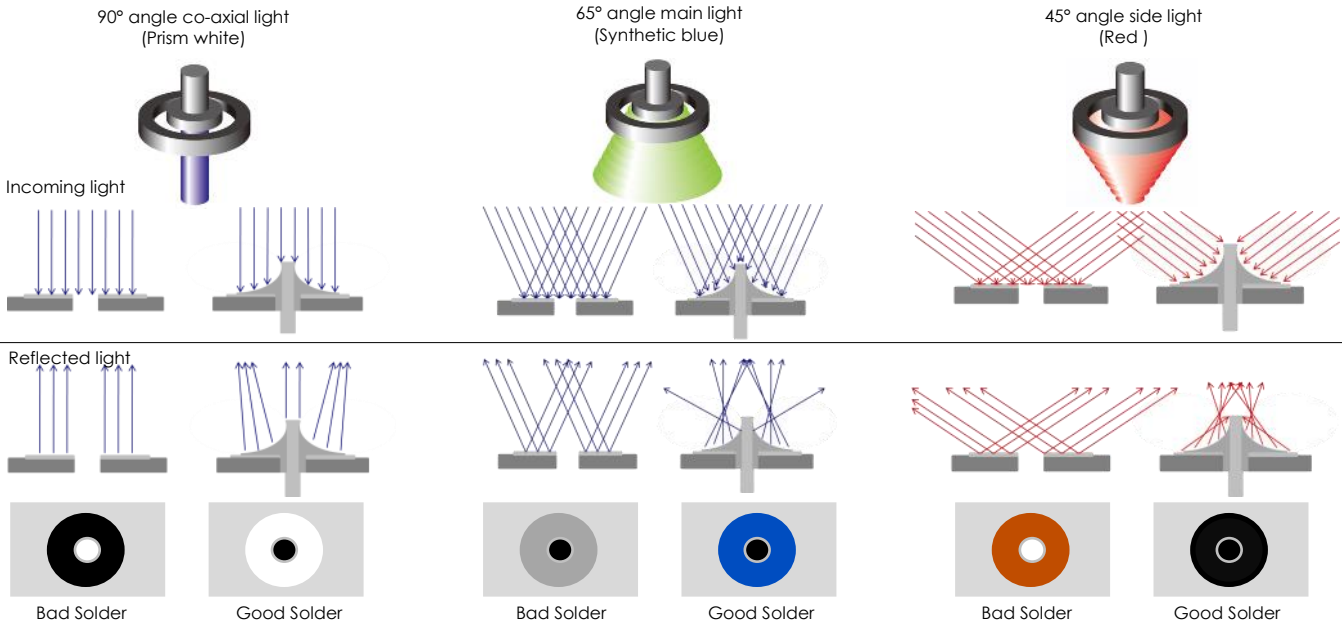 90° angle co-axial light
(Prism white)
65° angle main light
(Synthetic blue)
45° angle side light
(Red )
Incoming light
Reflected light
Bad Solder
Good Solder
Bad Solder
Good Solder
Bad Solder
Good Solder